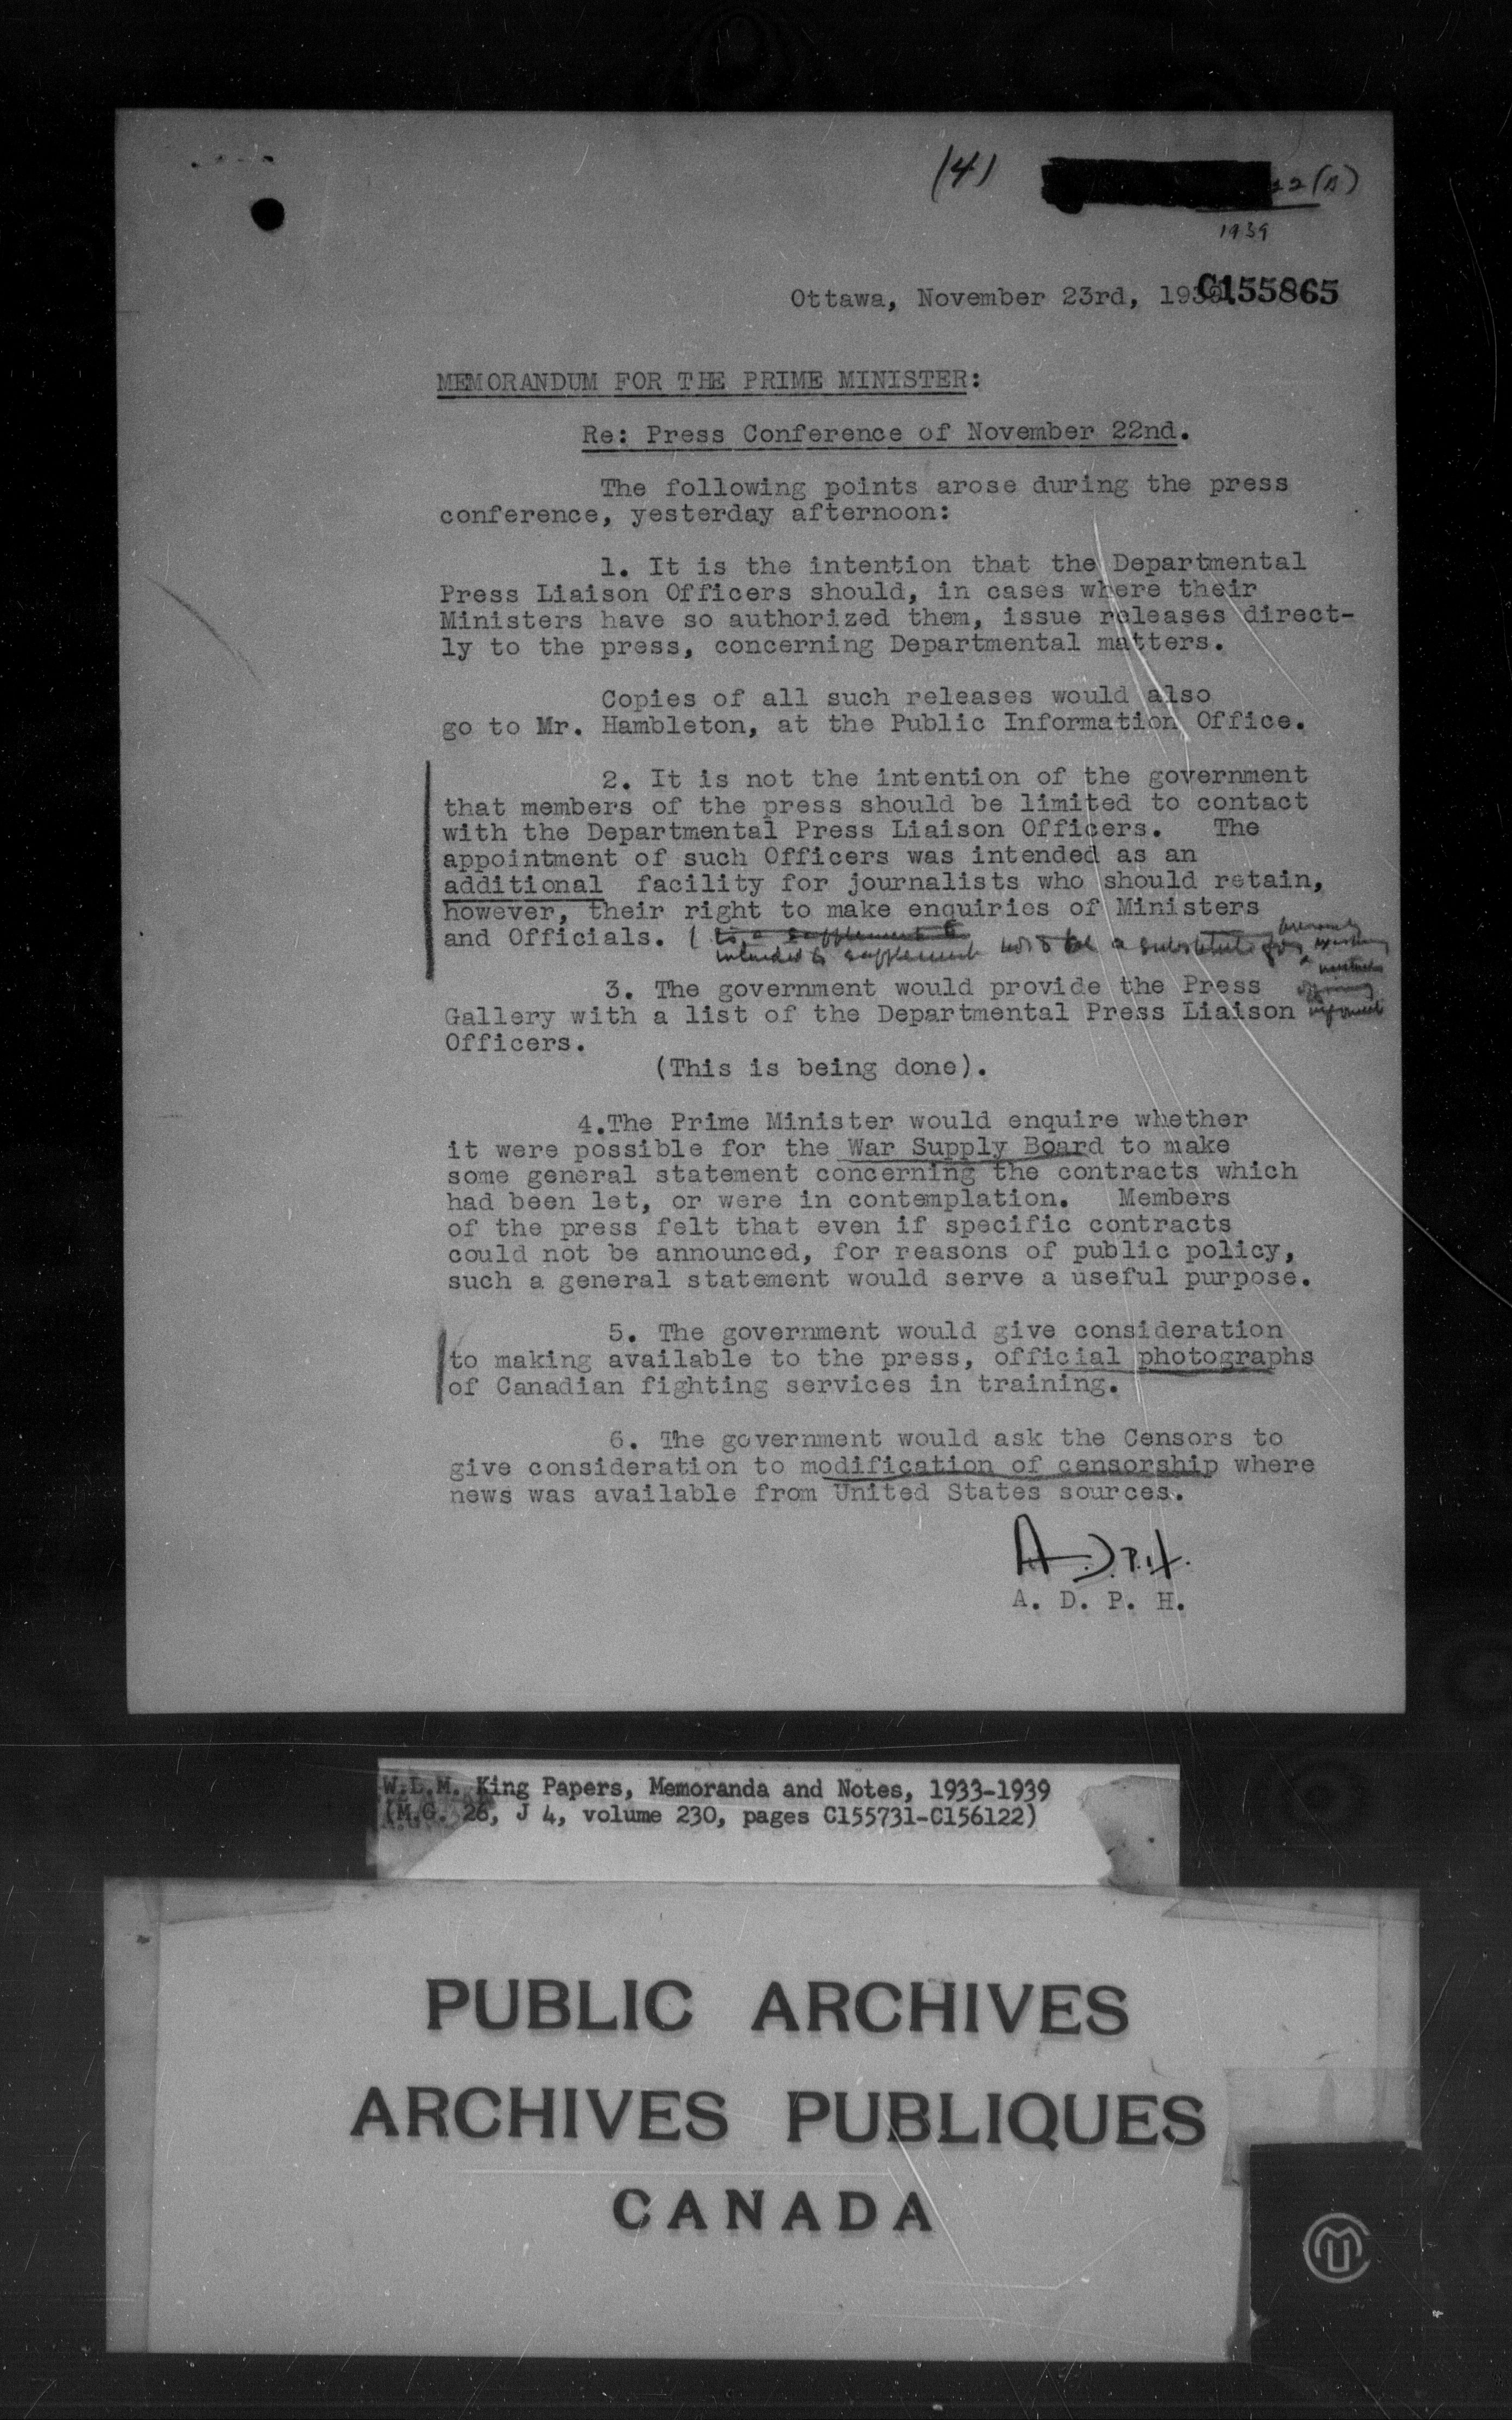 (4)
22(A)
1939
Ottawa, November 23rd, 1939.
C155865
MEMORANDUM FOR THE PRIME MINISTER:
Re: Press Conference of November 22nd.
The following points arose during the press
conference, yesterday afternoon:
1. It is the intention that the Departmental
Press Liaison Officers should, in cases where their
Ministers have so authorized them, issue releases direct-
ly to the press, concerning Departmental matters.
Copies of all such releases would also
go to Mr. Hambleton, at the Public Information Office.
2. It is not the intention of the government
that members of the press should be limited to contact
with the Departmental Press Liaison Officers. The
appointment of such Officers was intended as an
additional facility for journalists who should retain,
however, their right to make enquiries of Ministers
and Officials. (
intended to supplement not to be a substitute for
3. The government would provide the Press
Gallery with a list of the Departmental Press Liaison
Officers.
(This is being done).
4.The Prime Minister would enquire whether
it were possible for the War Supply Board to make
some general statement concerning the contracts which
had been let, or were in contemplation. Members
of the press felt that even if specific contracts
could not be announced, for reasons of public policy,
such a general statement would serve a useful purpose.
5. The government would give consideration
to making available to the press, official photographs
of Canadian fighting services in training.
6. The government would ask the Censors to
give consideration to modification of censorship where
news was available from United States sources.
A.D.P.H.
A. D. P. H.
W.L.M. King Papers, Memoranda and Notes, 1933-1939
(M.G. 26, J 4, volume 230, pages C155731-C156122)
PUBLIC ARCHIVES
ARCHIVES PUBLIQUES
CANADA